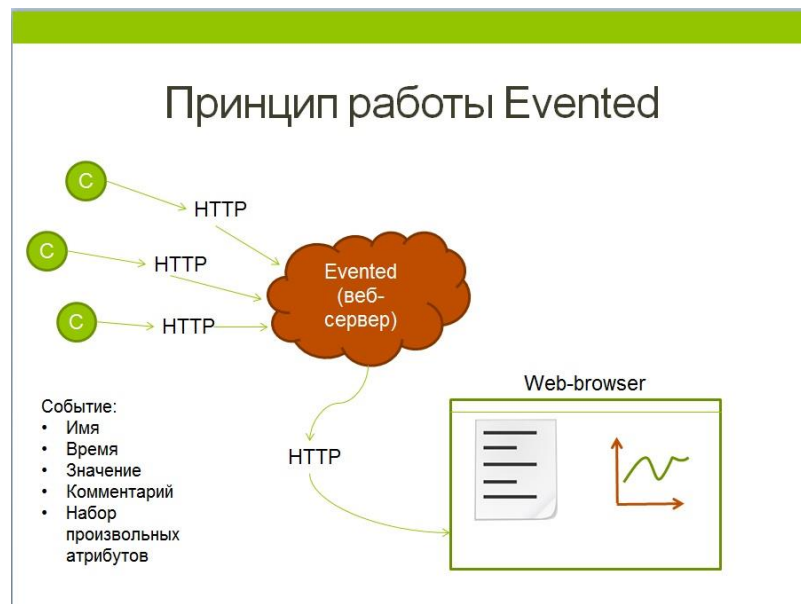 Принцип работы Evented
С
HTTP
С
HTTP
С
HTTP
Evented
(веб-
сервер)
Web-browser
HTTP
Событие:
• Имя
• Время
• Значение
• Комментарий
• Набор
произвольных
атрибутов